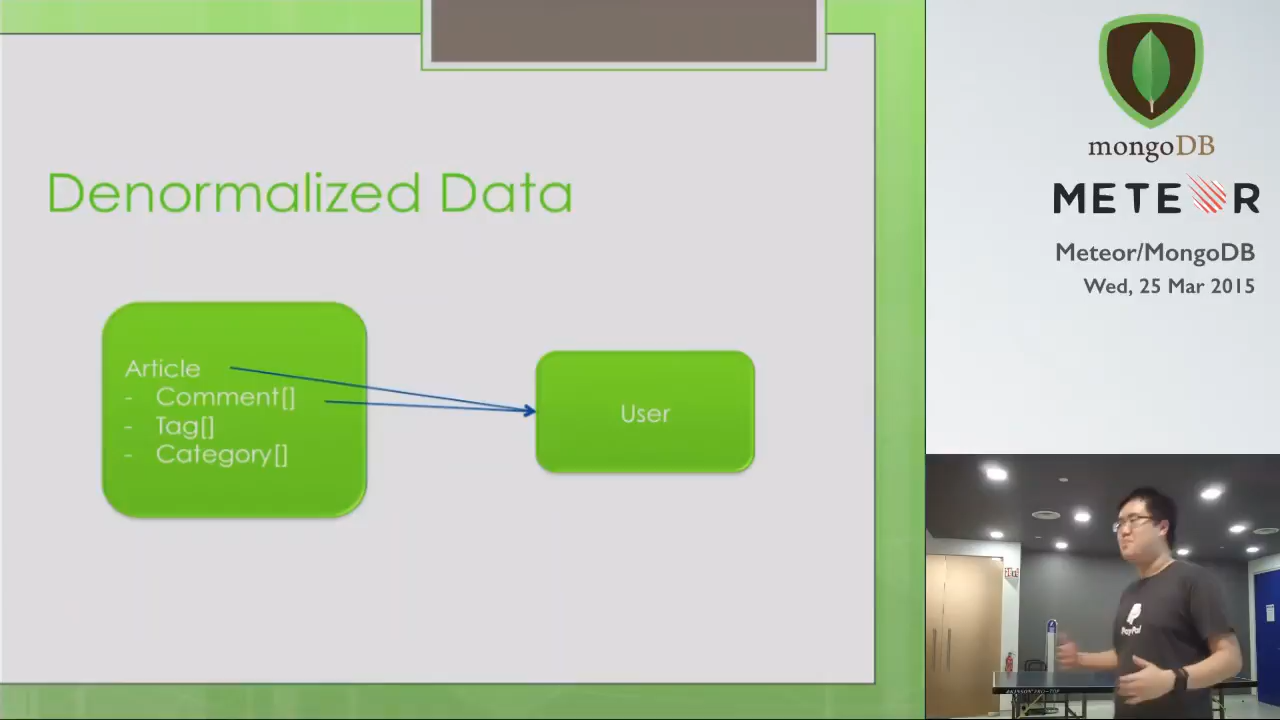 Denormalized Data
Article
- Comment[]
- Tag[]
- Category[]
User
mongoDB
METEOR
Meteor/MongoDB
Wed, 25 Mar 2015
PayPal